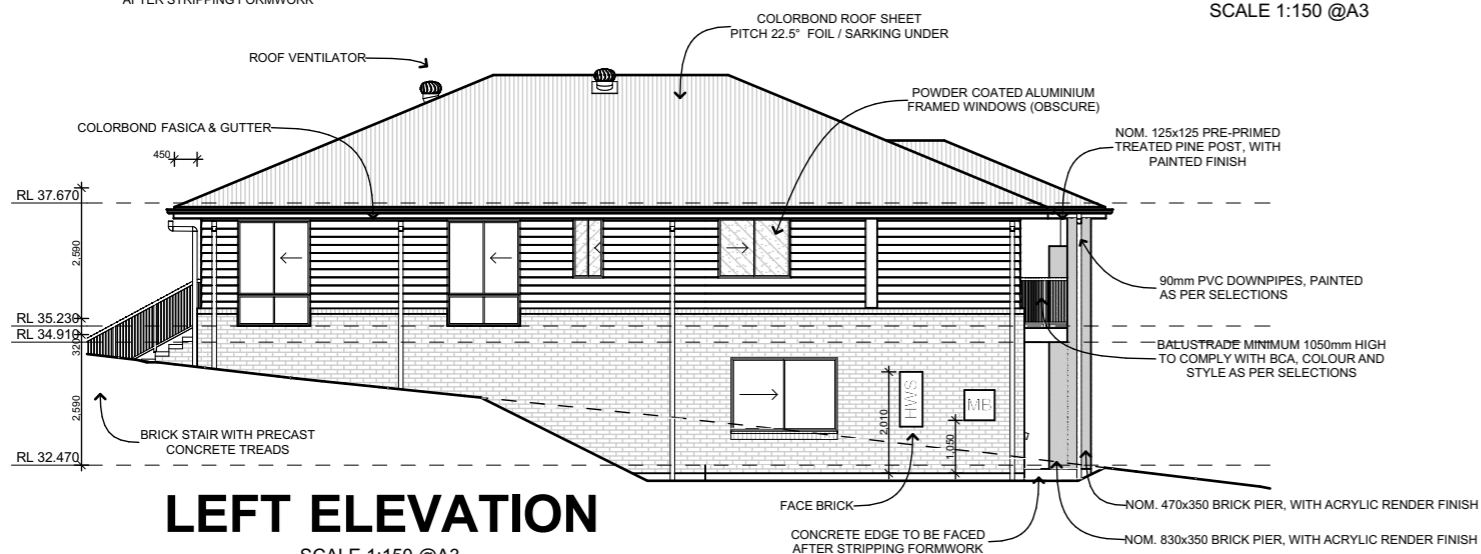 AFTER STRIPPING FORMWORK
SCALE 1:150 @A3
COLORBOND ROOF SHEET
PITCH 22.5° FOIL / SARKING UNDER
ROOF VENTILATOR
POWDER COATED ALUMINIUM
FRAMED WINDOWS (OBSCURE)
COLORBOND FASICA & GUTTER
NOM. 125x125 PRE-PRIMED
TREATED PINE POST, WITH
PAINTED FINISH
450
RL 37.670
2,590
90mm PVC DOWNPIPES, PAINTED
AS PER SELECTIONS
RL 35.230
RL 34.910
320
BALUSTRADE MINIMUM 1050mm HIGH
TO COMPLY WITH BCA, COLOUR AND
STYLE AS PER SELECTIONS
2,590
HWS
MB
2,010
1,050
BRICK STAIR WITH PRECAST
CONCRETE TREADS
RL 32.470
LEFT ELEVATION
SCALE 1:150 @A3
FACE BRICK
NOM. 470x350 BRICK PIER, WITH ACRYLIC RENDER FINISH
CONCRETE EDGE TO BE FACED
AFTER STRIPPING FORMWORK
NOM. 830x350 BRICK PIER, WITH ACRYLIC RENDER FINISH